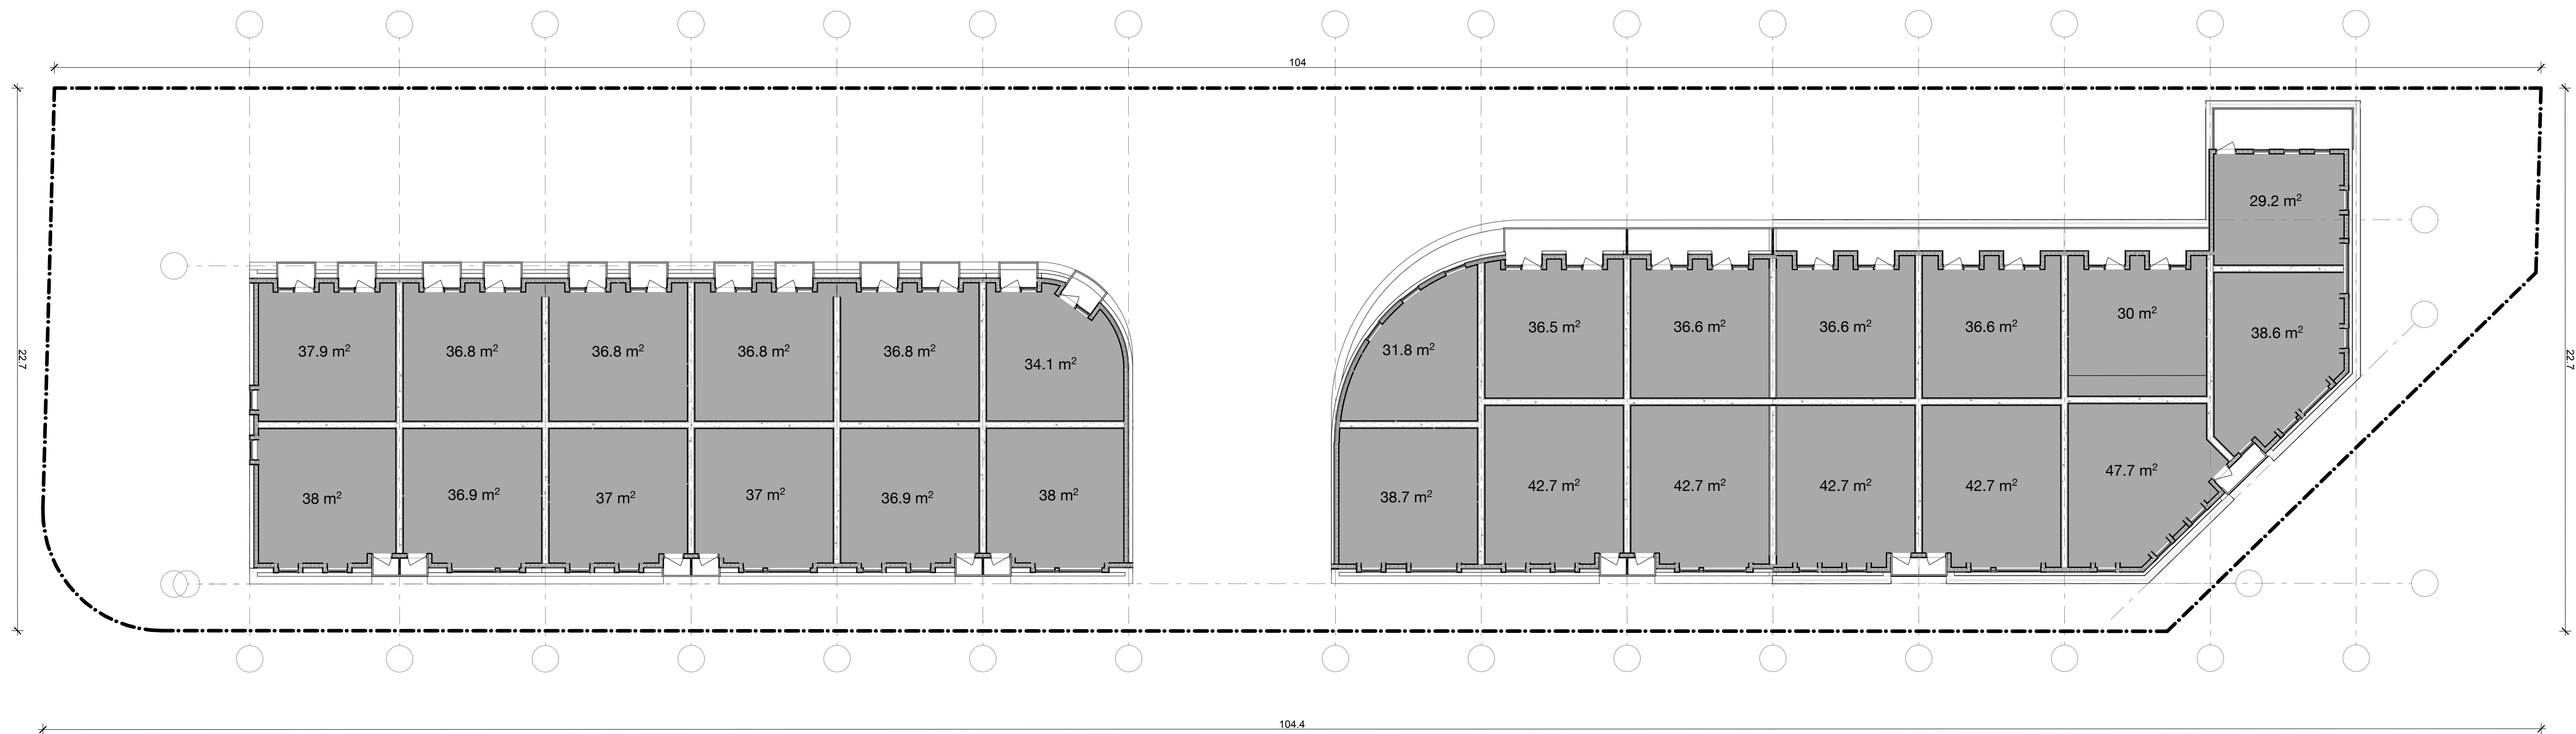 104
22.7
22.7
29.2 m²
36.5 m²
36.6 m²
36.6 m²
36.6 m²
30 m²
38.6 m²
37.9 m²
36.8 m²
36.8 m²
36.8 m²
36.8 m²
34.1 m²
31.8 m²
38 m²
36.9 m²
37 m²
37 m²
36.9 m²
38 m²
38.7 m²
42.7 m²
42.7 m²
42.7 m²
42.7 m²
47.7 m²
104.4